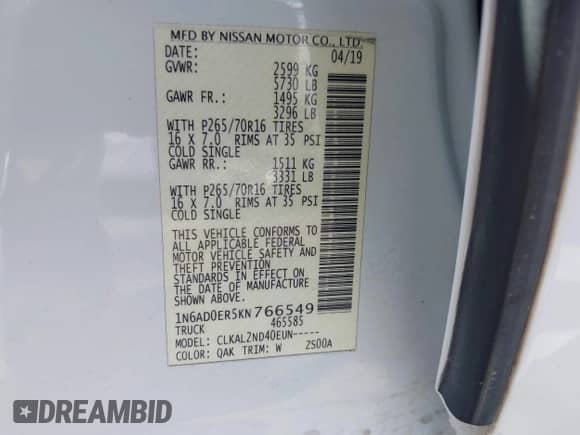 MFD BY NISSAN MOTOR CO., LTD.
DATE: 04/19
GVWR: 2599 KG
5730 LB
GAWR FR.: 1495 KG
3296 LB
WITH P265/70R16 TIRES
16 X 7.0 RIMS AT 35 PSI
COLD SINGLE
GAWR RR.: 1511 KG
3331 LB
WITH P265/70R16 TIRES
16 X 7.0 RIMS AT 35 PSI
COLD SINGLE
THIS VEHICLE CONFORMS TO
ALL APPLICABLE FEDERAL
MOTOR VEHICLE SAFETY AND
THEFT PREVENTION
STANDARDS IN EFFECT ON
THE DATE OF MANUFACTURE
SHOWN ABOVE.
1N6AD0ER5KN766549
TRUCK 465585
MODEL: CLKAL2ND40EUN-----
COLOR: QAK TRIM: W 2S00A
DREAMBID